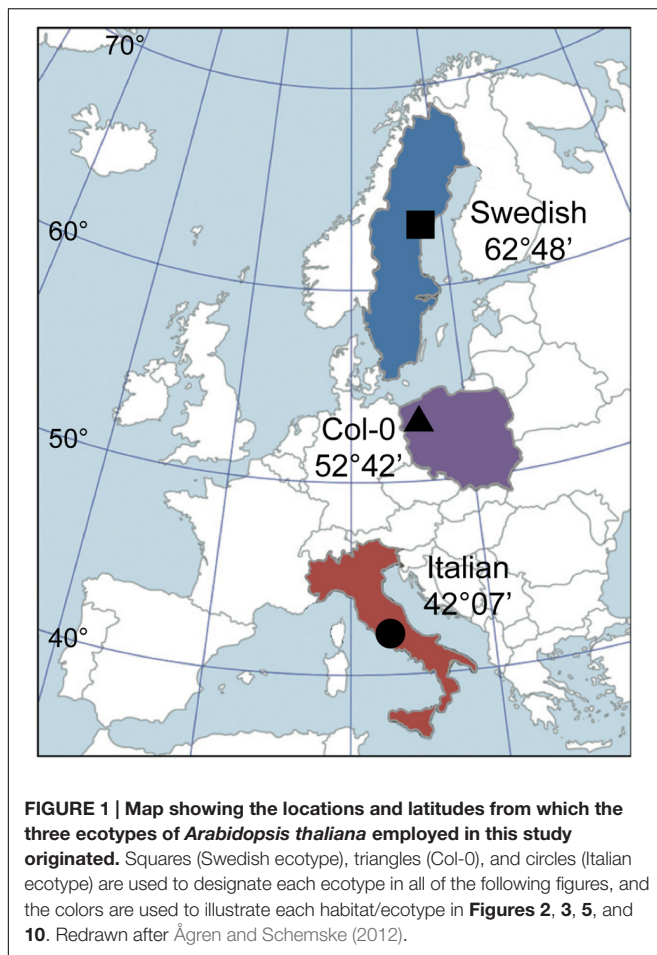 70°
60°
Swedish
62°48'
50°
Col-0
52°42'
Italian
42°07'
40°
FIGURE 1 | Map showing the locations and latitudes from which the
three ecotypes of Arabidopsis thaliana employed in this study
originated. Squares (Swedish ecotype), triangles (Col-0), and circles (Italian
ecotype) are used to designate each ecotype in all of the following figures, and
the colors are used to illustrate each habitat/ecotype in Figures 2, 3, 5, and
10. Redrawn after Ågren and Schemske (2012).